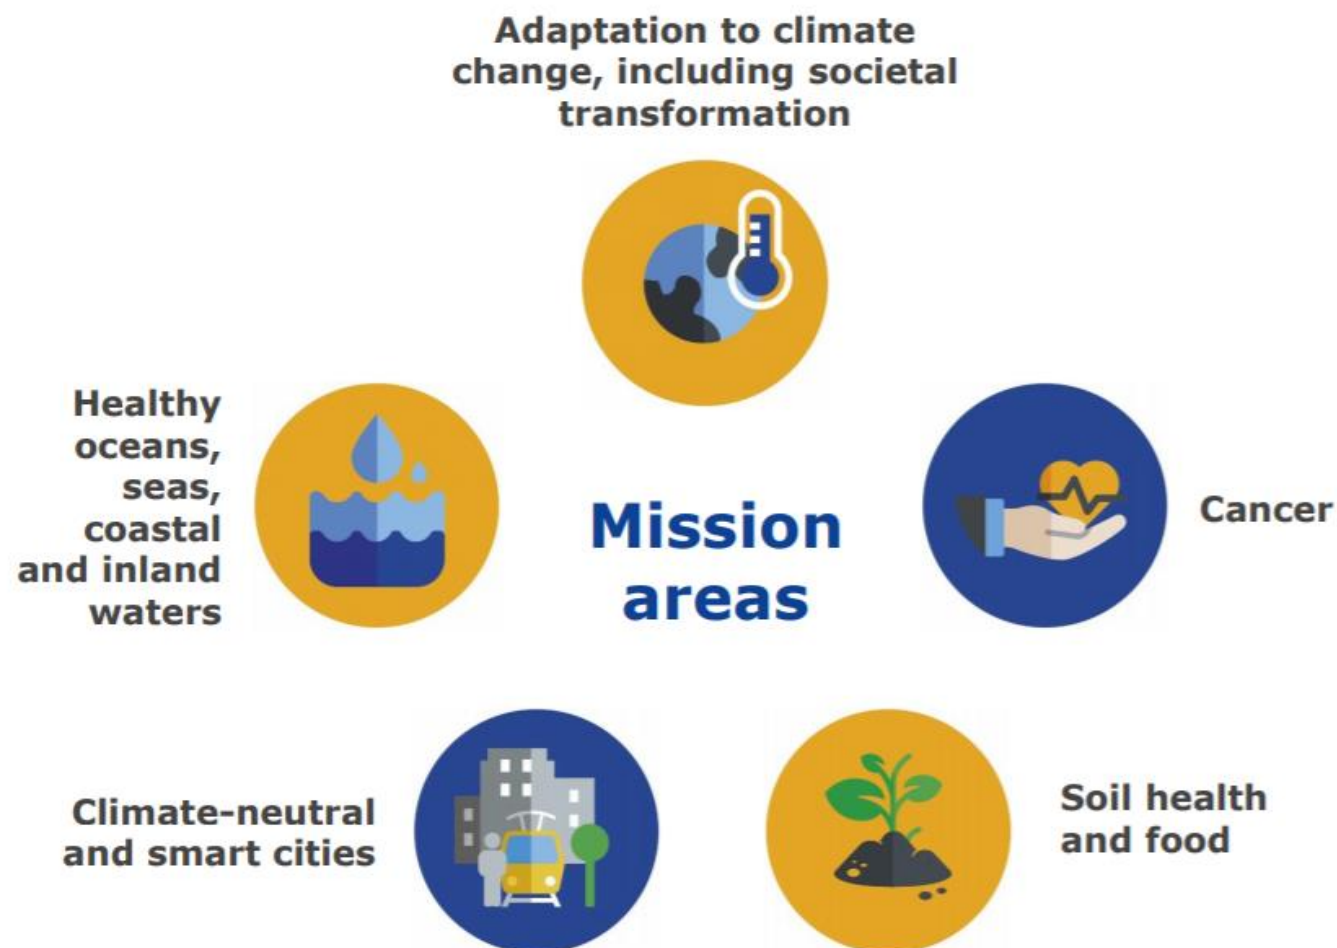 Adaptation to climate
change, including societal
transformation
Healthy
oceans,
seas,
coastal
and inland
waters
Mission
areas
Cancer
Climate-neutral
and smart cities
Soil health
and food